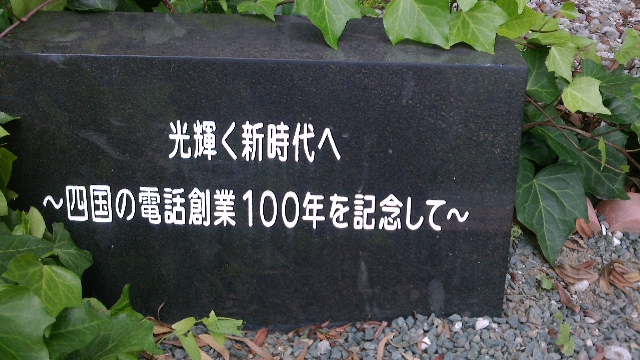 光輝く新時代へ
～四国の電話創業100年を記念して～